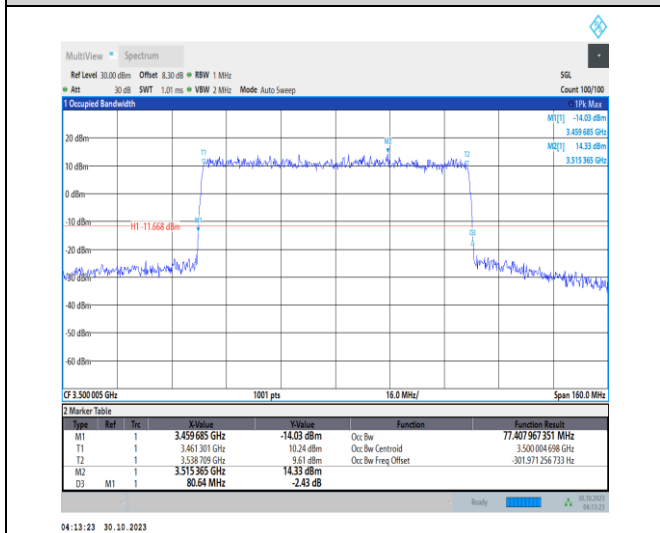 MultiView Spectrum
Ref Level 30.00 dBm Offset 8.30 dB RBW 1 MHz SGL
Att 30 dB SWT 1.01 ms VBW 2 MHz Mode Auto Sweep Count 100/100
1 Occupied Bandwidth 1Pk Max
M1[1] -14.03 dBm
3.459 685 GHz
M2[1] 14.33 dBm
3.515 365 GHz
20 dBm
M2
T1 T2
10 dBm
0 dBm
-10 dBm
M1
H1 -11.668 dBm
D3
-20 dBm
-30 dBm
-40 dBm
-50 dBm
-60 dBm
CF 3.500 005 GHz 1001 pts 16.0 MHz/ Span 160.0 MHz
2 Marker Table
Type Ref Trc X-Value Y-Value Function Function Result
M1 1 3.459 685 GHz -14.03 dBm Occ Bw 77.407 967 351 MHz
T1 1 3.461 301 GHz 10.24 dBm Occ Bw Centroid 3.500 004 698 GHz
T2 1 3.538 709 GHz 9.61 dBm Occ Bw Freq Offset -301.971 256 733 Hz
M2 1 3.515 365 GHz 14.33 dBm
D3 M1 1 80.64 MHz -2.43 dB
Ready 30.10.2023
04:13:23
04:13:23 30.10.2023